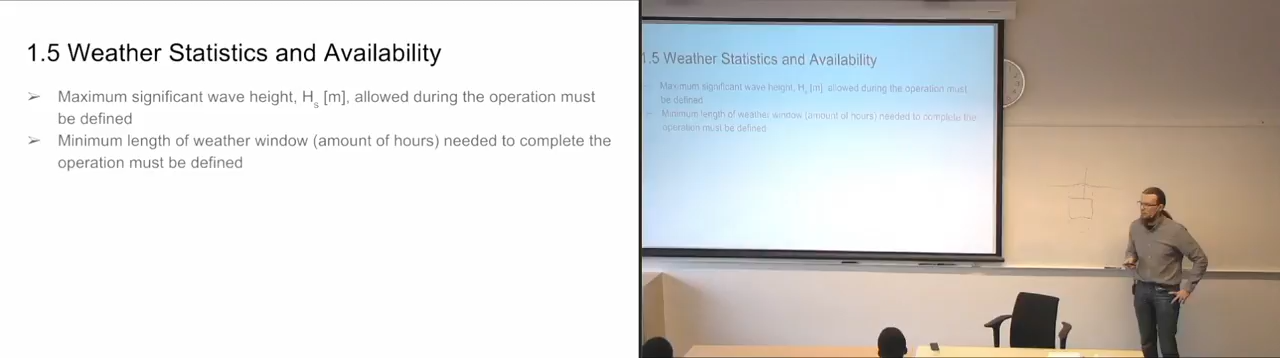 1.5 Weather Statistics and Availability
➢ Maximum significant wave height, Hs [m], allowed during the operation must
be defined
➢ Minimum length of weather window (amount of hours) needed to complete the
operation must be defined
1.5 Weather Statistics and Availability
Maximum significant wave height, Hs [m], allowed during the operation must
be defined
Minimum length of weather window (amount of hours) needed to complete the
operation must be defined